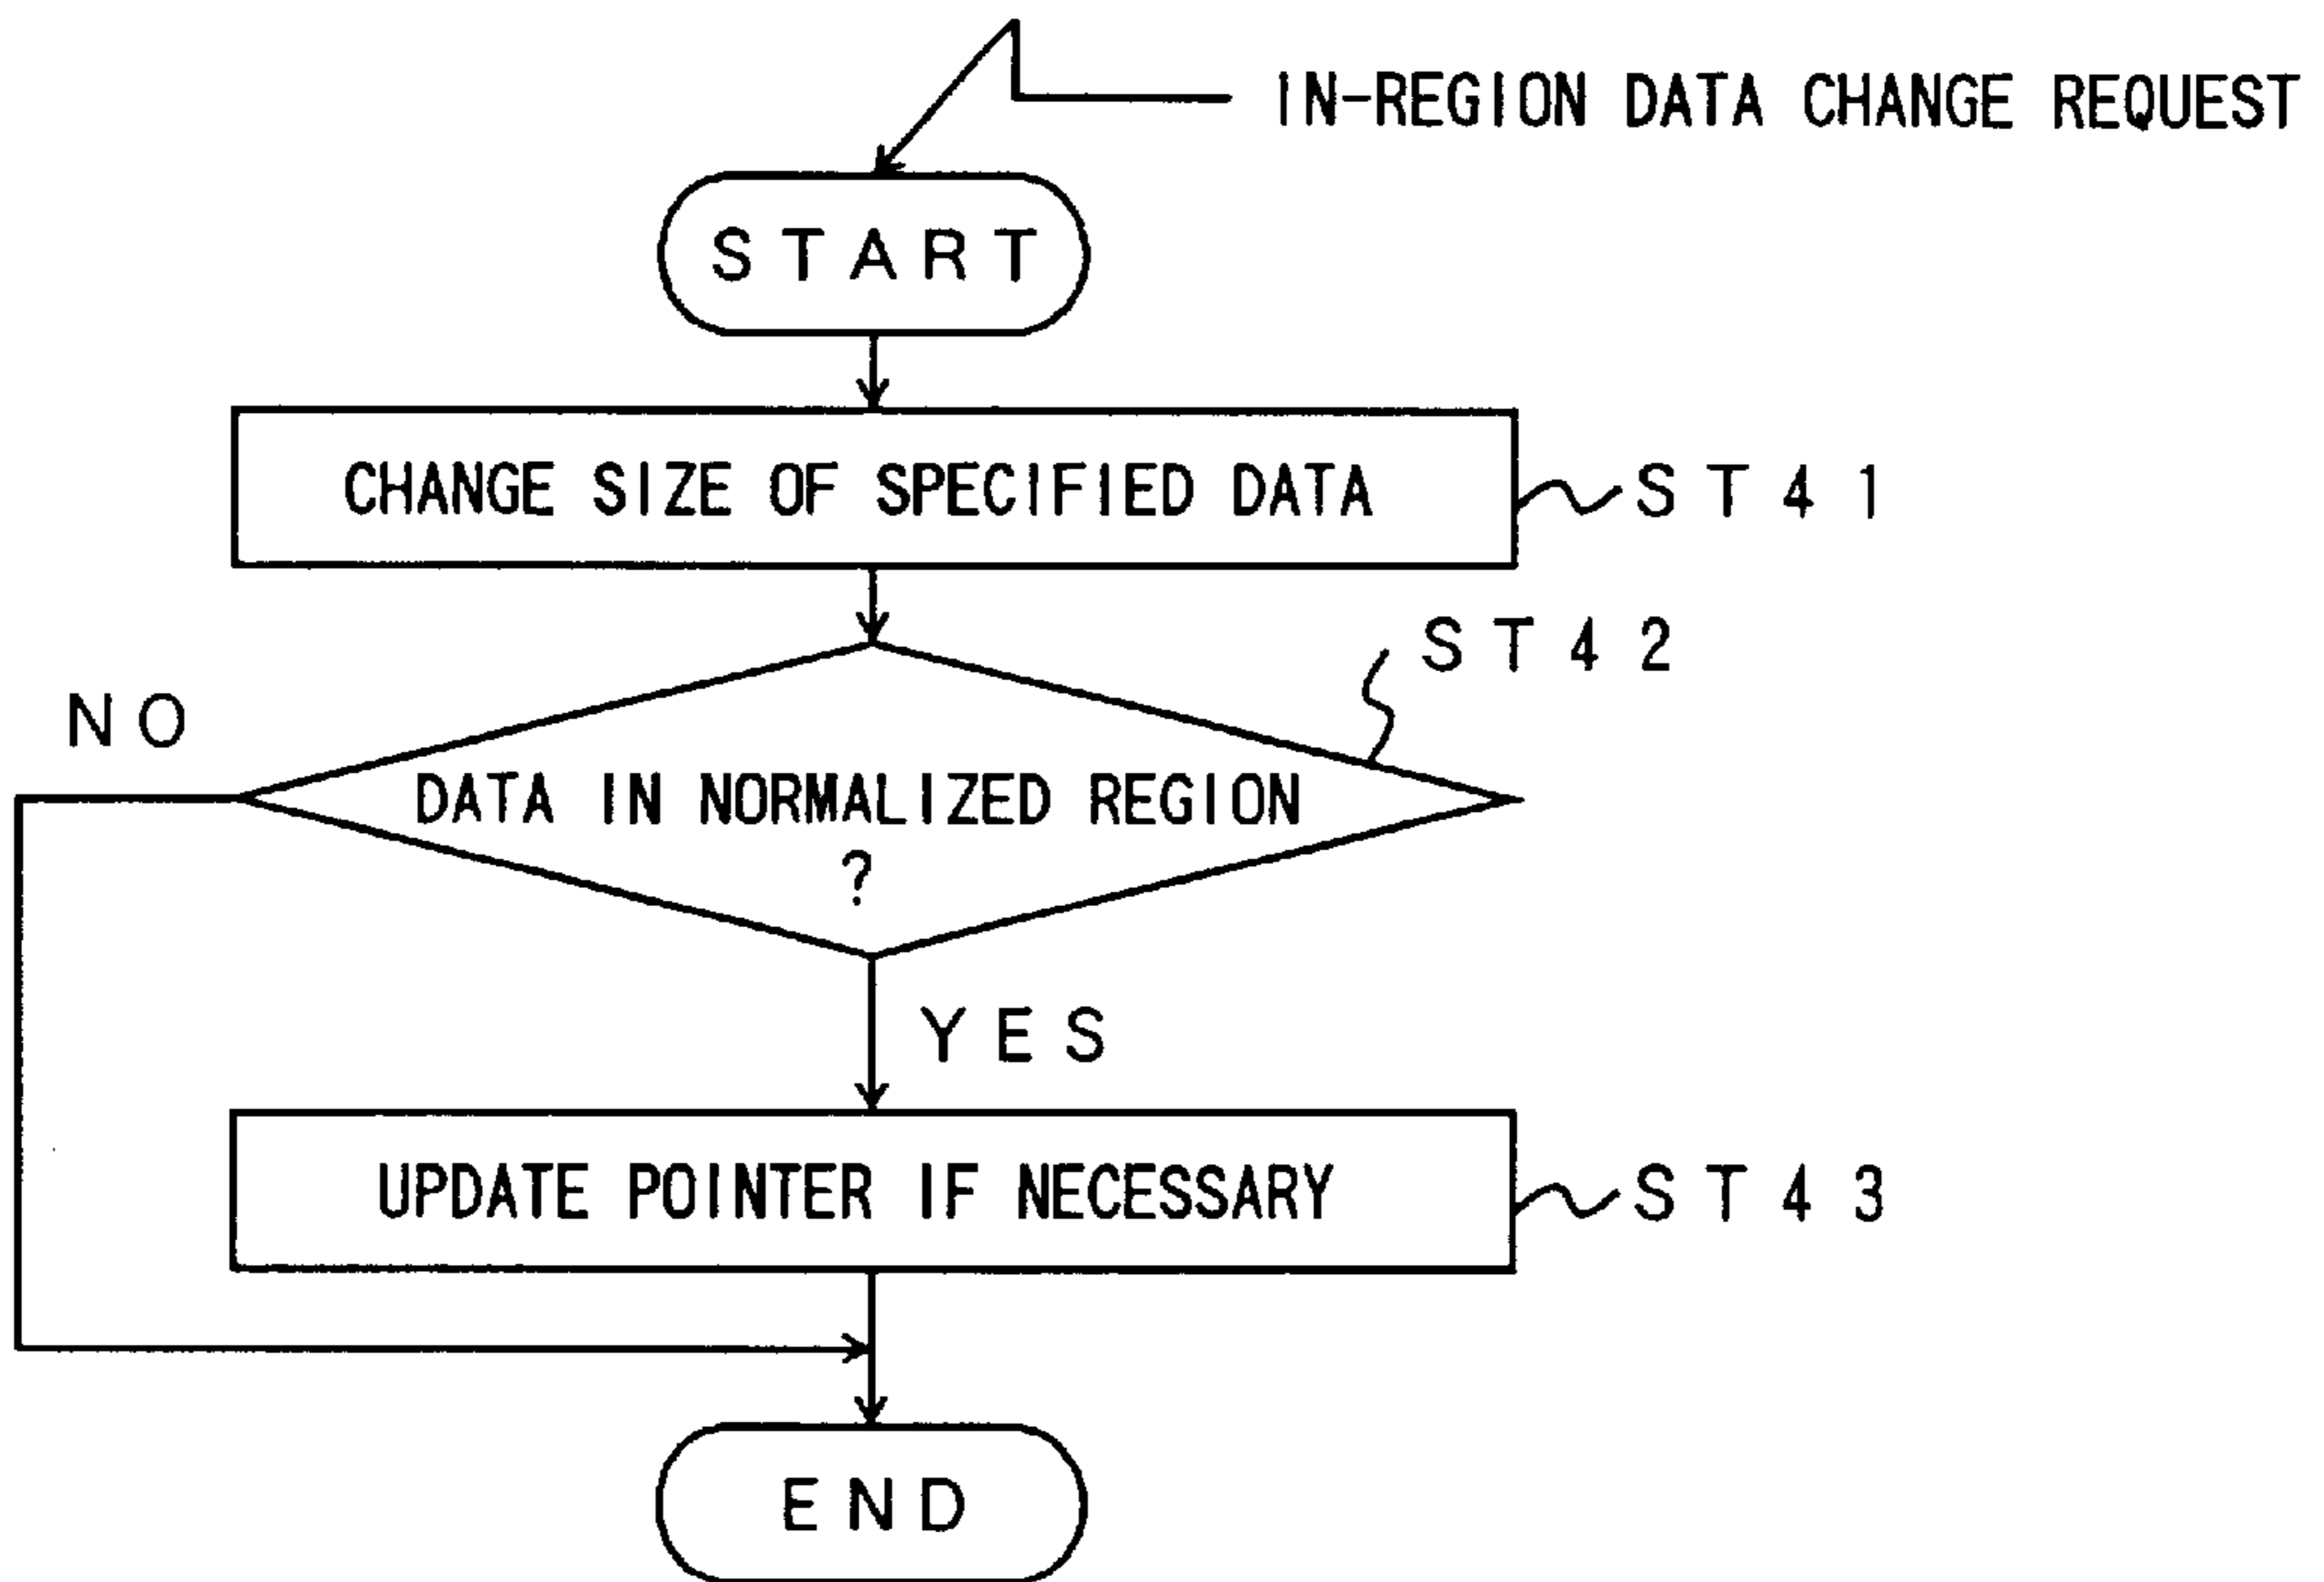 IN-REGION DATA CHANGE REQUEST
START
CHANGE SIZE OF SPECIFIED DATA
ST41
ST42
NO
DATA IN NORMALIZED REGION
?
YES
UPDATE POINTER IF NECESSARY
ST43
END